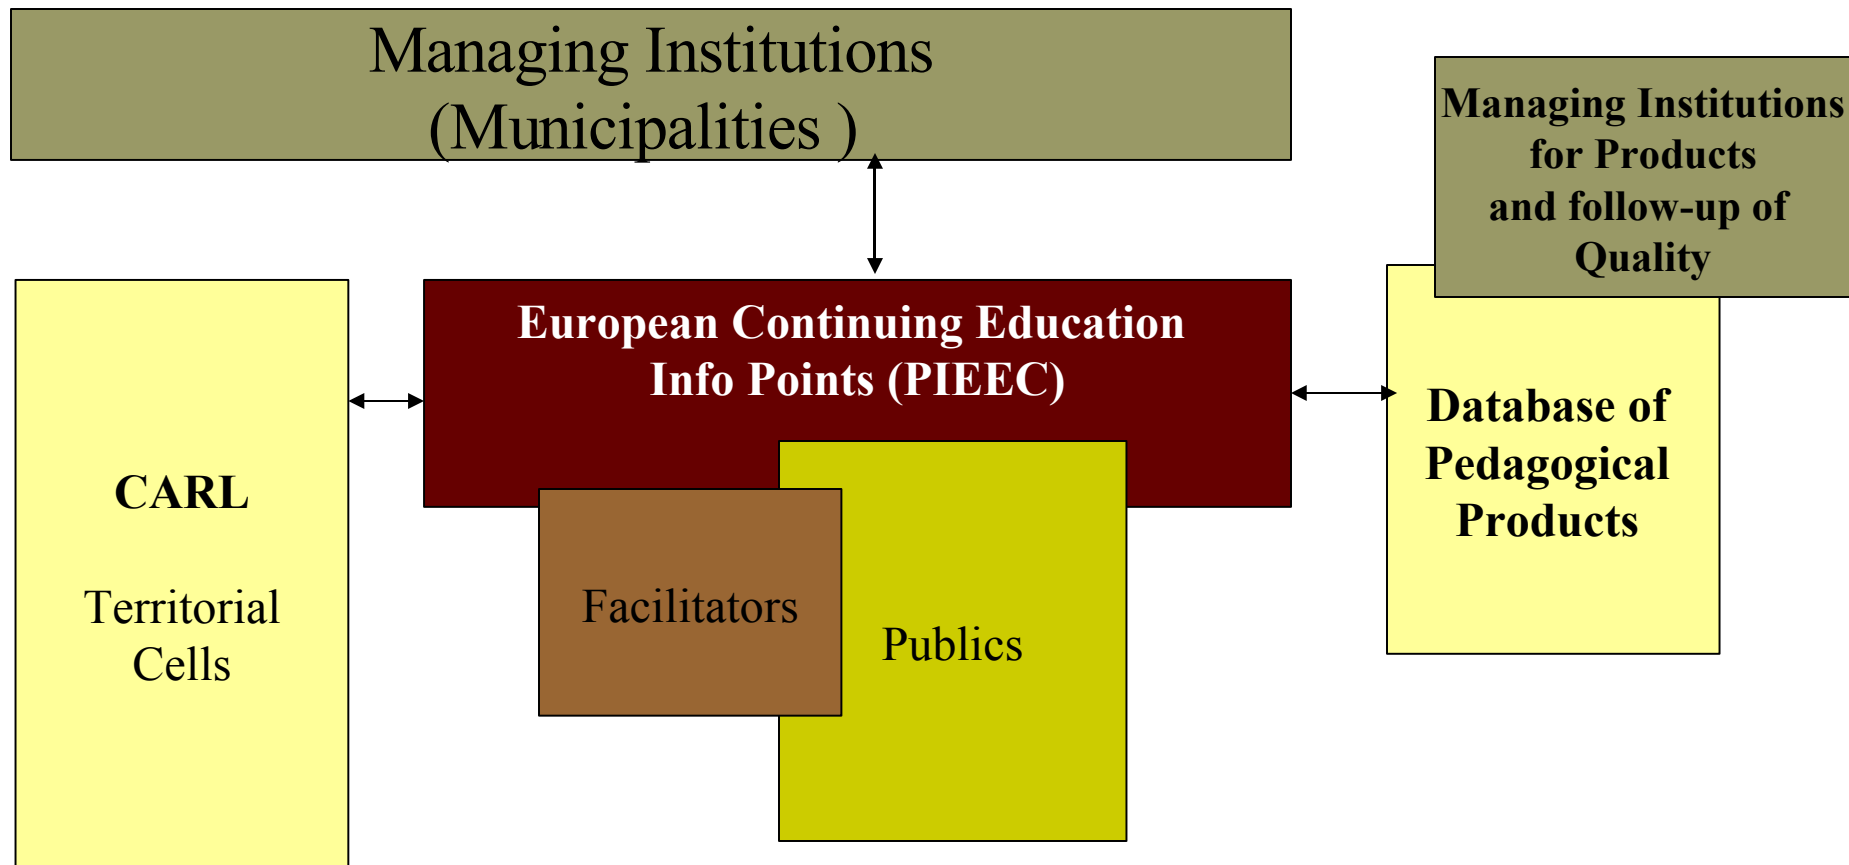 Managing Institutions
(Municipalities )
Managing Institutions
for Products
and follow-up of
Quality
European Continuing Education
Info Points (PIEEC)
CARL
Territorial
Cells
Facilitators
Publics
Database of
Pedagogical
Products